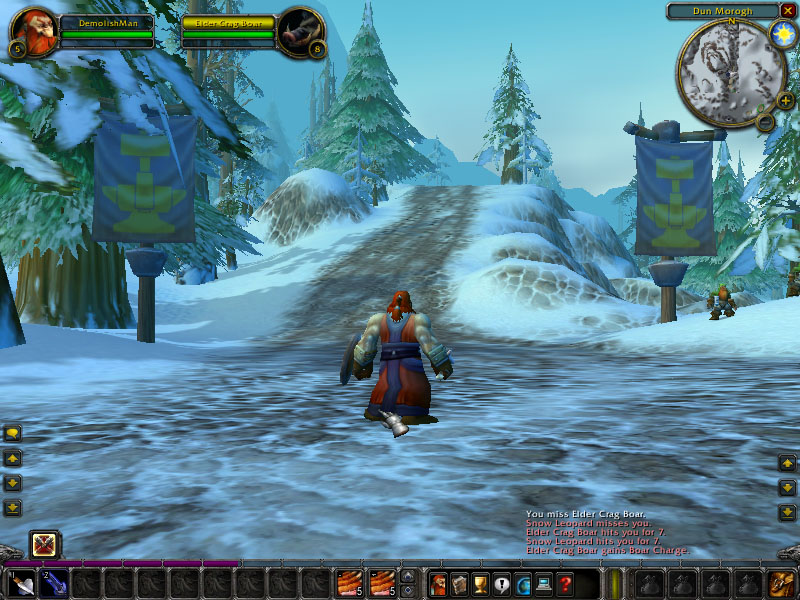 DemolishMan
Elder Crag Boar
5
8
Dun Morogh
N
You miss Elder Crag Boar.
Snow Leopard misses you.
Elder Crag Boar hits you for 7.
Snow Leopard hits you for 7.
Elder Crag Boar gains Boar Charge.
-2
5
5
?